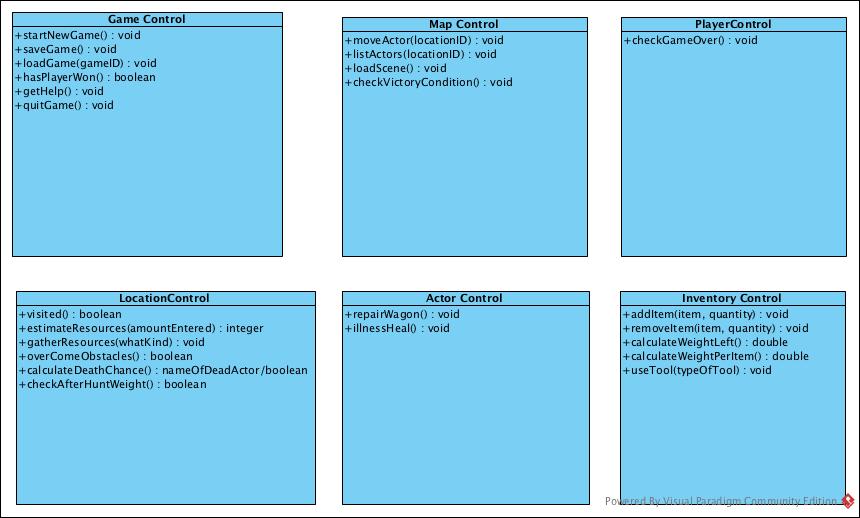 Game Control
+startNewGame() : void
+saveGame() : void
+loadGame(gameID) : void
+hasPlayerWon() : boolean
+getHelp() : void
+quitGame() : void
Map Control
+moveActor(locationID) : void
+listActors(locationID) : void
+loadScene() : void
+checkVictoryCondition() : void
PlayerControl
+checkGameOver() : void
LocationControl
+visited() : boolean
+estimateResources(amountEntered) : integer
+gatherResources(whatKind) : void
+overComeObstacles() : boolean
+calculateDeathChance() : nameOfDeadActor/boolean
+checkAfterHuntWeight() : boolean
Actor Control
+repairWagon() : void
+illnessHeal() : void
Inventory Control
+addItem(item, quantity) : void
+removeItem(item, quantity) : void
+calculateWeightLeft() : double
+calculateWeightPerItem() : double
+useTool(typeOfTool) : void
Powered By Visual Paradigm Community Edition